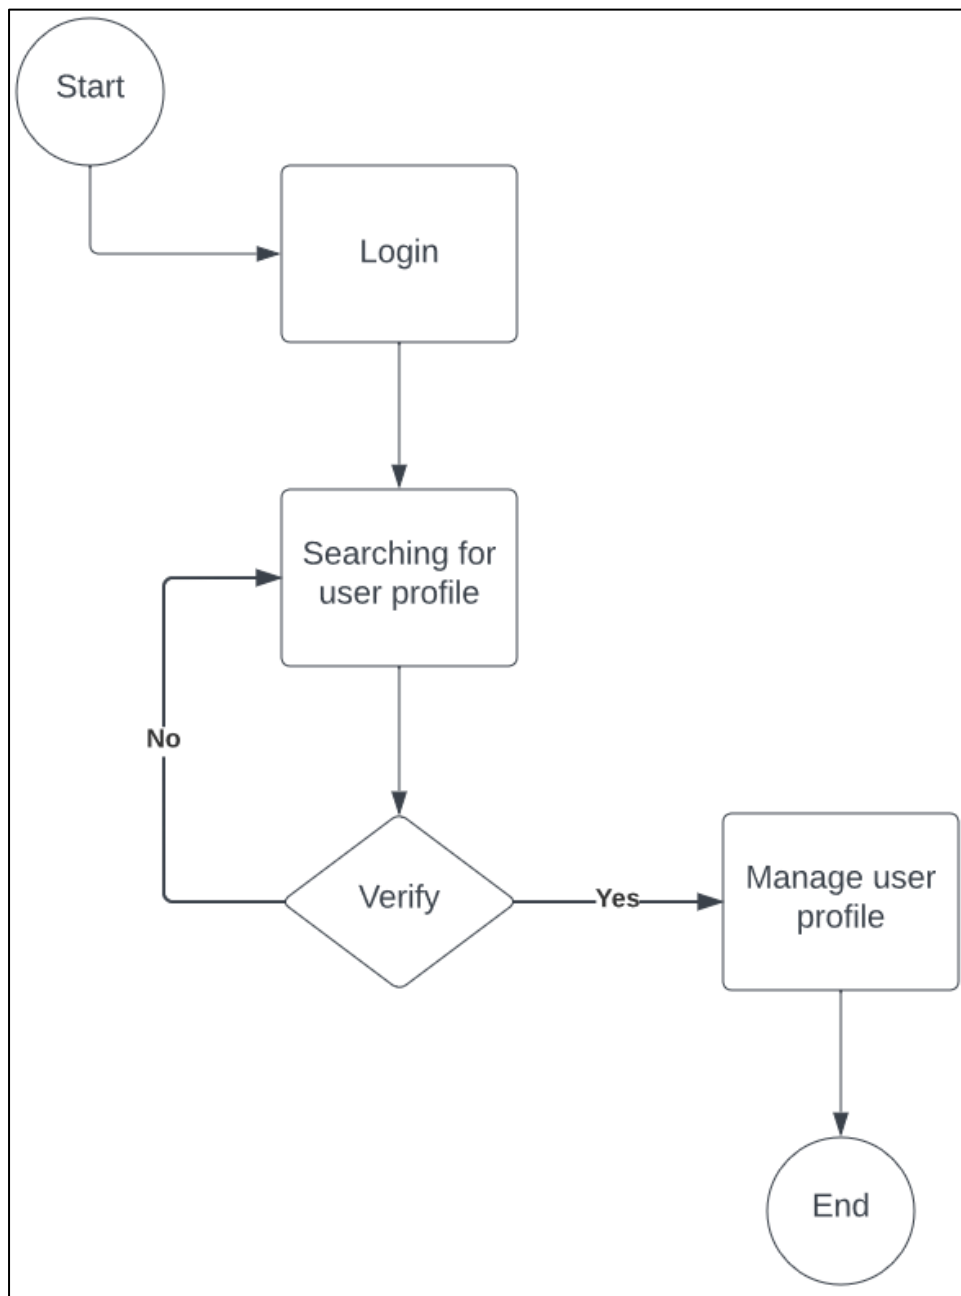 Start
Login
Searching for
user profile
No
Verify
Yes
Manage user
profile
End